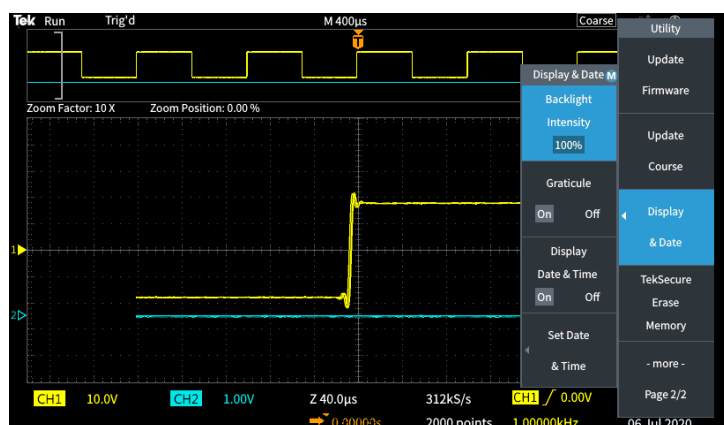 Tek Run Trig'd M 400µs Coarse
T
Zoom Factor: 10 X Zoom Position: 0.00 %
1
2
Display & Date M
Backlight
Intensity
100%
Graticule
On Off
Display
Date & Time
On Off
Set Date
& Time
Utility
Update
Firmware
Update
Course
Display
& Date
TekSecure
Erase
Memory
- more -
Page 2/2
CH1 10.0V CH2 1.00V Z 40.0µs 312kS/s CH1 / 0.00V
0.00000s 2000 points 1.00000kHz 06 Jul 2020